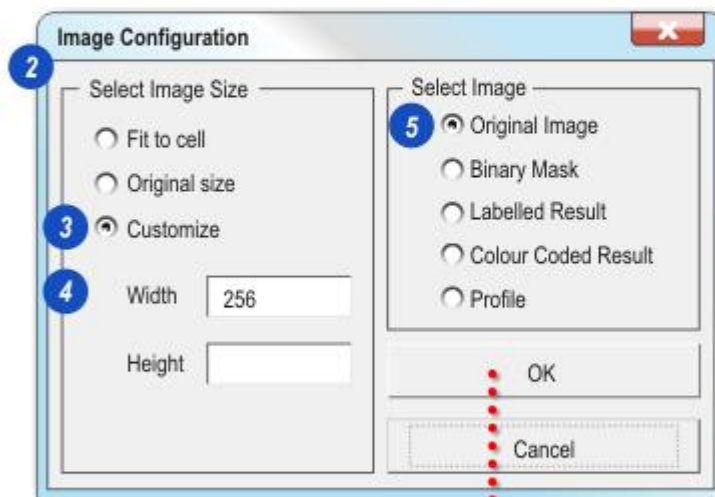 Image Configuration
2
Select Image Size
Fit to cell
Original size
3 Customize
4 Width 256
Height
Select Image
5 Original Image
Binary Mask
Labelled Result
Colour Coded Result
Profile
OK
Cancel